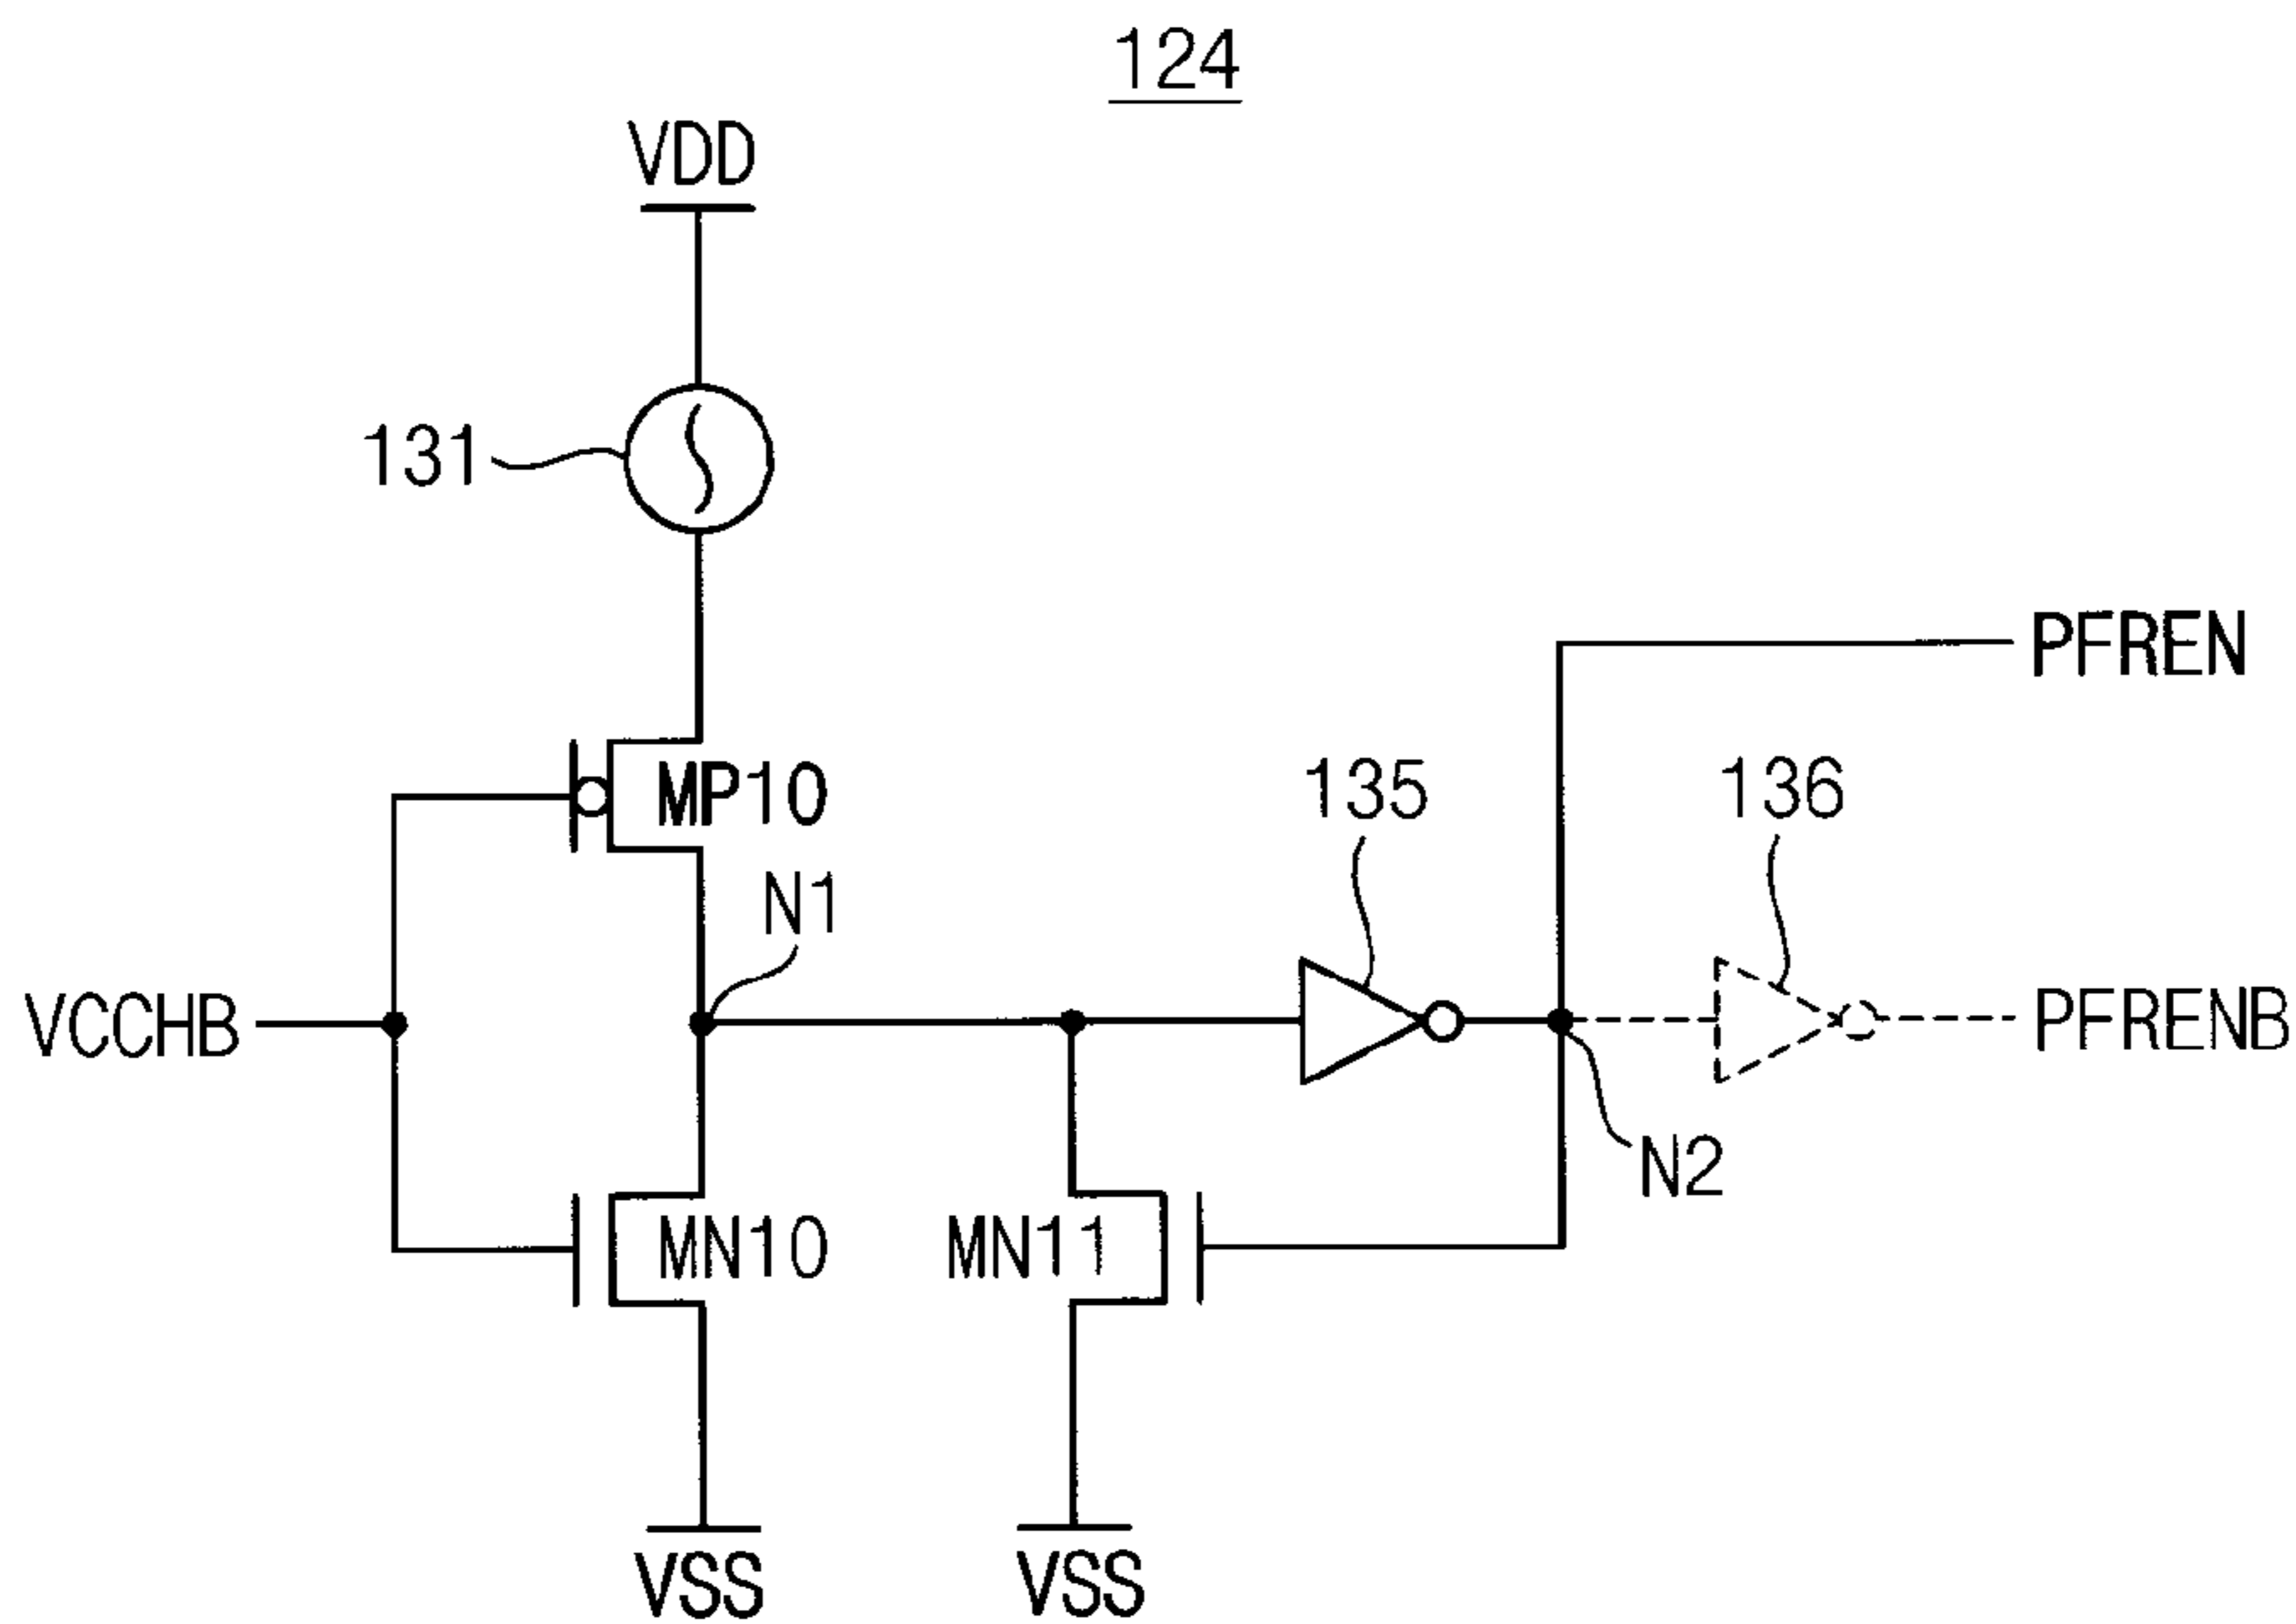 124
VDD
131
PFREN
MP10
135
136
N1
VCCHB
PFRENB
N2
MN10
MN11
VSS
VSS